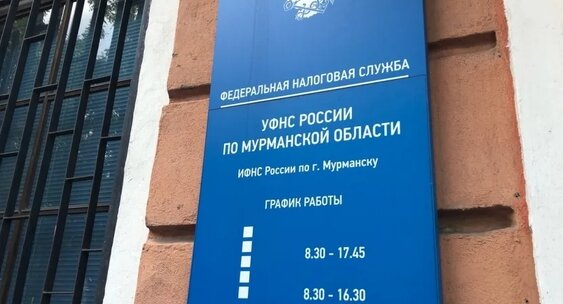 ФЕДЕРАЛЬНАЯ НАЛОГОВАЯ СЛУЖБА
УФНС РОССИИ
ПО МУРМАНСКОЙ ОБЛАСТИ
ИФНС России по г. Мурманску
ГРАФИК РАБОТЫ
8.30 - 17.45
8.30 - 16.30